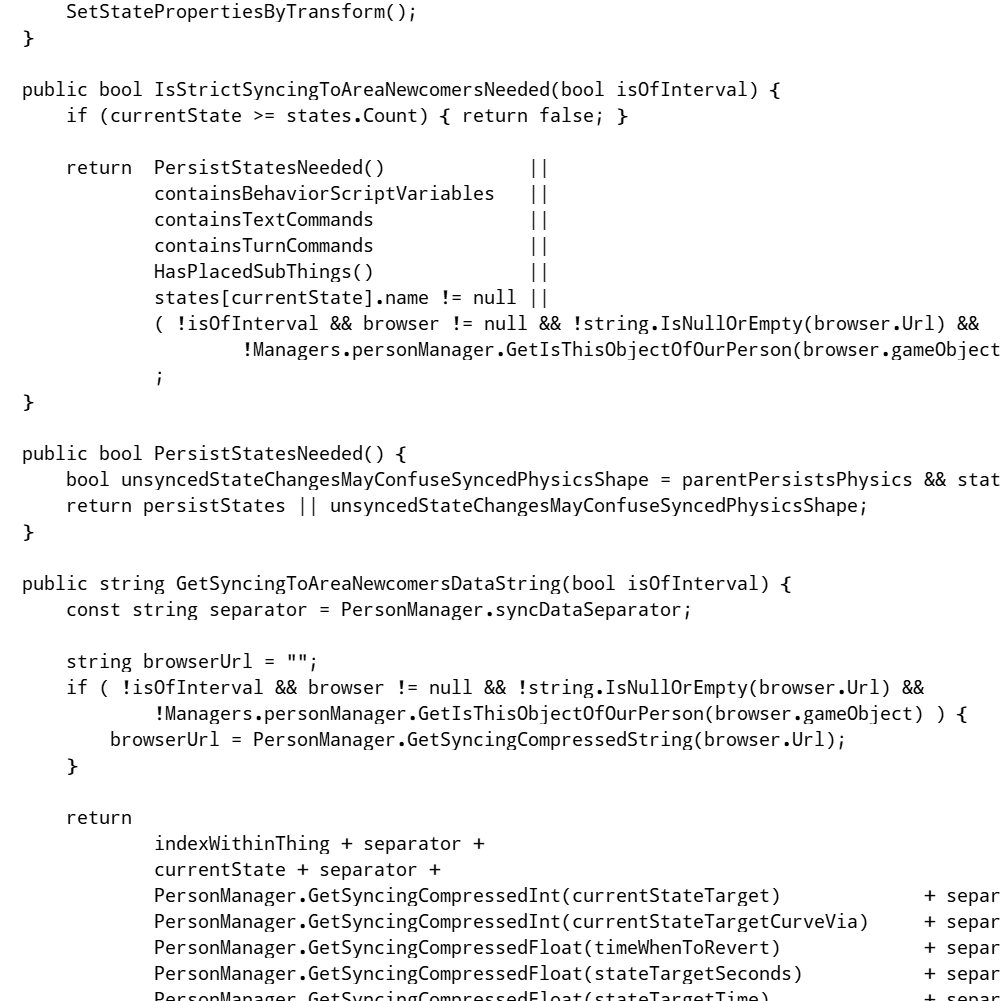 SetStatePropertiesByTransform();
}
public bool IsStrictSyncingToAreaNewcomersNeeded(bool isOfInterval) {
if (currentState >= states.Count) { return false; }
return  PersistStatesNeeded()             ||
containsBehaviorScriptVariables   ||
containsTextCommands              ||
containsTurnCommands              ||
HasPlacedSubThings()              ||
states[currentState].name != null ||
( !isOfInterval && browser != null && !string.IsNullOrEmpty(browser.Url) &&
!Managers.personManager.GetIsThisObjectOfOurPerson(browser.gameObject
;
}
public bool PersistStatesNeeded() {
bool unsyncedStateChangesMayConfuseSyncedPhysicsShape = parentPersistsPhysics && stat
return persistStates || unsyncedStateChangesMayConfuseSyncedPhysicsShape;
}
public string GetSyncingToAreaNewcomersDataString(bool isOfInterval) {
const string separator = PersonManager.syncDataSeparator;
string browserUrl = "";
if ( !isOfInterval && browser != null && !string.IsNullOrEmpty(browser.Url) &&
!Managers.personManager.GetIsThisObjectOfOurPerson(browser.gameObject) ) {
browserUrl = PersonManager.GetSyncingCompressedString(browser.Url);
}
return
indexWithinThing + separator +
currentState + separator +
PersonManager.GetSyncingCompressedInt(currentStateTarget)             + separ
PersonManager.GetSyncingCompressedInt(currentStateTargetCurveVia)     + separ
PersonManager.GetSyncingCompressedFloat(timeWhenToRevert)             + separ
PersonManager.GetSyncingCompressedFloat(stateTargetSeconds)           + separ
PersonManager.GetSyncingCompressedFloat(stateTargetTime)              + separ